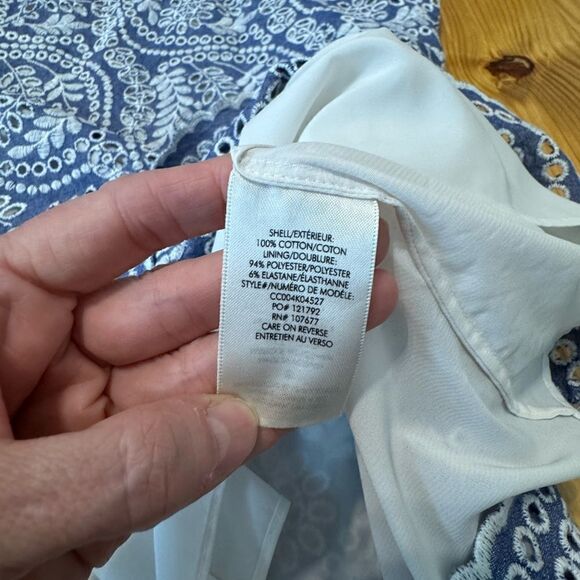 SHELL/EXTÉRIEUR:
100% COTTON/COTON
LINING/DOUBLURE:
94% POLYESTER/POLYESTER
6% ELASTANE/ÉLASTHANNE
STYLE#/NUMÉRO DE MODÈLE:
CC004K04527
PO# 121792
RN# 107677
CARE ON REVERSE
ENTRETIEN AU VERSO